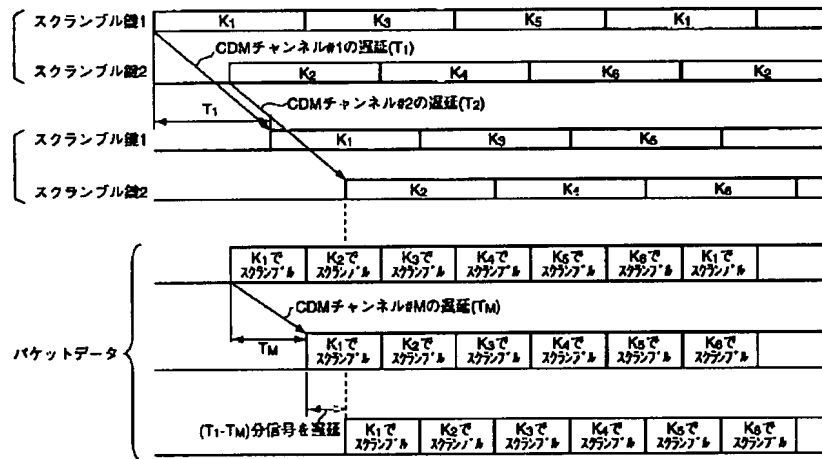 スクランブル鍵1 K1 K3 K5 K1
CDMチャンネル#1の遅延(T1)
スクランブル鍵2 K2 K4 K6 K2
CDMチャンネル#2の遅延(T2)
T1
スクランブル鍵1 K1 K3 K5
スクランブル鍵2 K2 K4 K6
K1で K2で K3で K4で K5で K6で K1で
スクランブル スクランブル スクランブル スクランブル スクランブル スクランブル スクランブル
CDMチャンネル#Mの遅延(TM)
パケットデータ
TM
K1で K2で K3で K4で K5で K6で
スクランブル スクランブル スクランブル スクランブル スクランブル スクランブル
(T1-TM)分信号を遅延
K1で K2で K3で K4で K5で K6で
スクランブル スクランブル スクランブル スクランブル スクランブル スクランブル